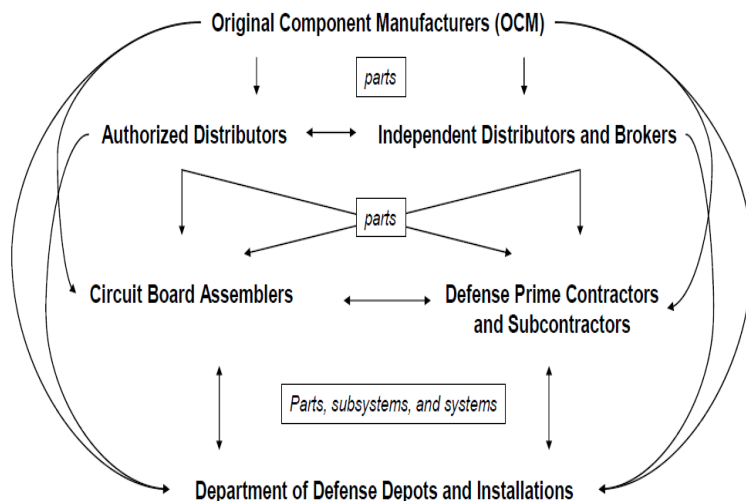 Original Component Manufacturers (OCM)
parts
Authorized Distributors
Independent Distributors and Brokers
parts
Circuit Board Assemblers
Defense Prime Contractors
and Subcontractors
Parts, subsystems, and systems
Department of Defense Depots and Installations